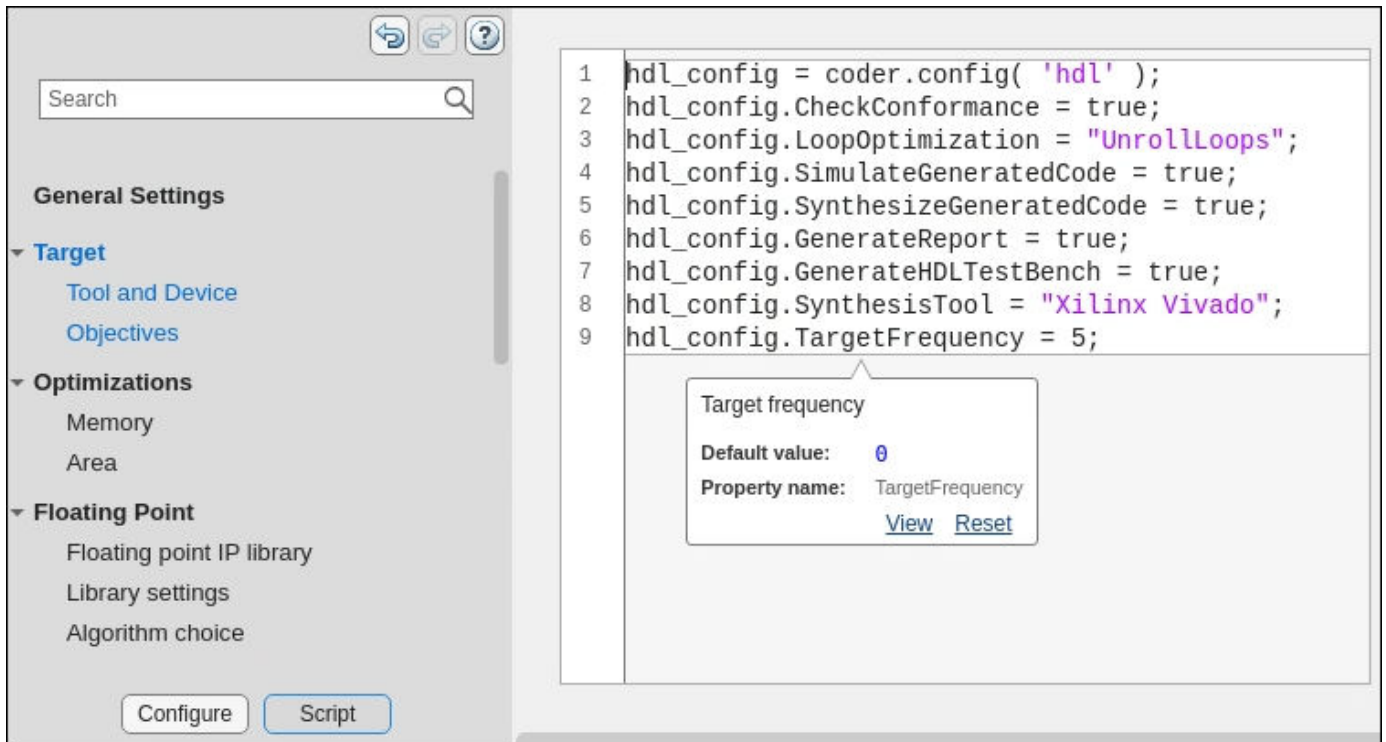 Search
General Settings
Target
Tool and Device
Objectives
Optimizations
Memory
Area
Floating Point
Floating point IP library
Library settings
Algorithm choice
Configure Script
1 hdl_config = coder.config( 'hdl' );
2 hdl_config.CheckConformance = true;
3 hdl_config.LoopOptimization = "UnrollLoops";
4 hdl_config.SimulateGeneratedCode = true;
5 hdl_config.SynthesizeGeneratedCode = true;
6 hdl_config.GenerateReport = true;
7 hdl_config.GenerateHDLTestBench = true;
8 hdl_config.SynthesisTool = "Xilinx Vivado";
9 hdl_config.TargetFrequency = 5;
Target frequency
Default value: 0
Property name: TargetFrequency
View Reset